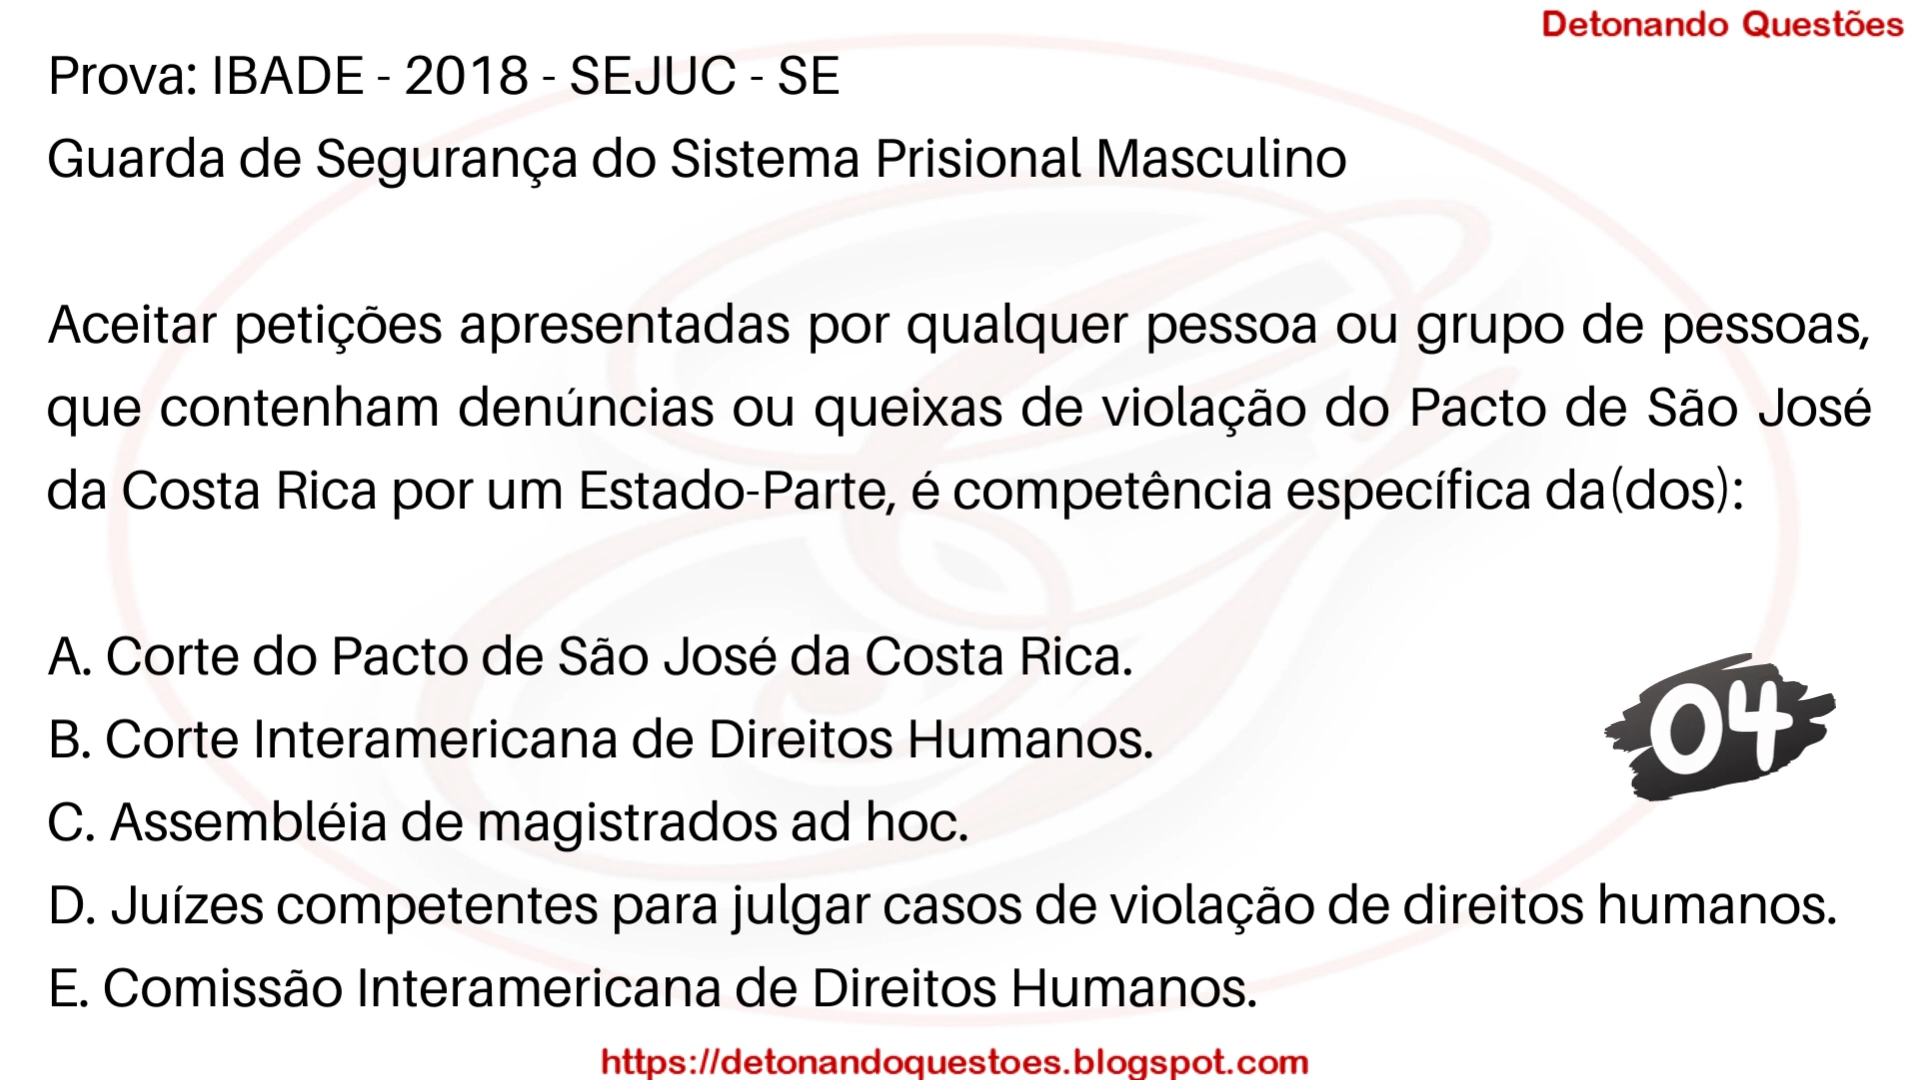 Detonando Questões
Prova: IBADE - 2018 - SEJUC - SE
Guarda de Segurança do Sistema Prisional Masculino
Aceitar petições apresentadas por qualquer pessoa ou grupo de pessoas,
que contenham denúncias ou queixas de violação do Pacto de São José
da Costa Rica por um Estado-Parte, é competência específica da(dos):
A. Corte do Pacto de São José da Costa Rica.
B. Corte Interamericana de Direitos Humanos.
C. Assembléia de magistrados ad hoc.
D. Juízes competentes para julgar casos de violação de direitos humanos.
E. Comissão Interamericana de Direitos Humanos.
04
https://detonandoquestoes.blogspot.com